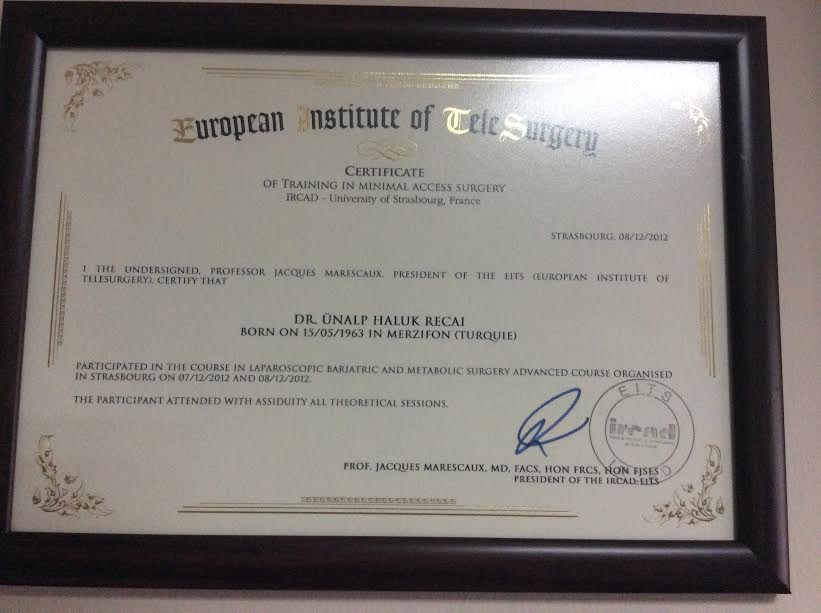 European Institute of Tele Surgery
CERTIFICATE
OF TRAINING IN MINIMAL ACCESS SURGERY
IRCAD - University of Strasbourg, France
STRASBOURG, 08/12/2012
I THE UNDERSIGNED, PROFESSOR JACQUES MARESCAUX, PRESIDENT OF THE EITS (EUROPEAN INSTITUTE OF
TELESURGERY), CERTIFY THAT
DR. ÜNALP HALUK RECAI
BORN ON 15/05/1963 IN MERZIFON (TURQUIE)
PARTICIPATED IN THE COURSE IN LAPAROSCOPIC BARIATRIC AND METABOLIC SURGERY ADVANCED COURSE ORGANISED
IN STRASBOURG ON 07/12/2012 AND 08/12/2012.
THE PARTICIPANT ATTENDED WITH ASSIDUITY ALL THEORETICAL SESSIONS.
EITS
ircad
PROF. JACQUES MARESCAUX, MD, FACS, HON FRCS, HON FJSES
PRESIDENT OF THE IRCAD-EITS